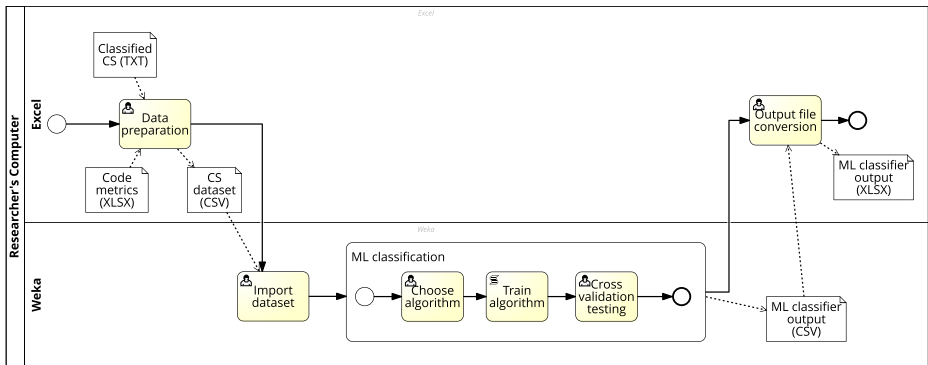 Excel
Researcher's Computer
Excel
Classified
CS (TXT)
Data
preparation
Code
metrics
(XLSX)
CS
dataset
(CSV)
Output file
conversion
ML classifier
output
(XLSX)
Weka
Weka
Import
dataset
ML classification
Choose
algorithm
Train
algorithm
Cross
validation
testing
ML classifier
output
(CSV)